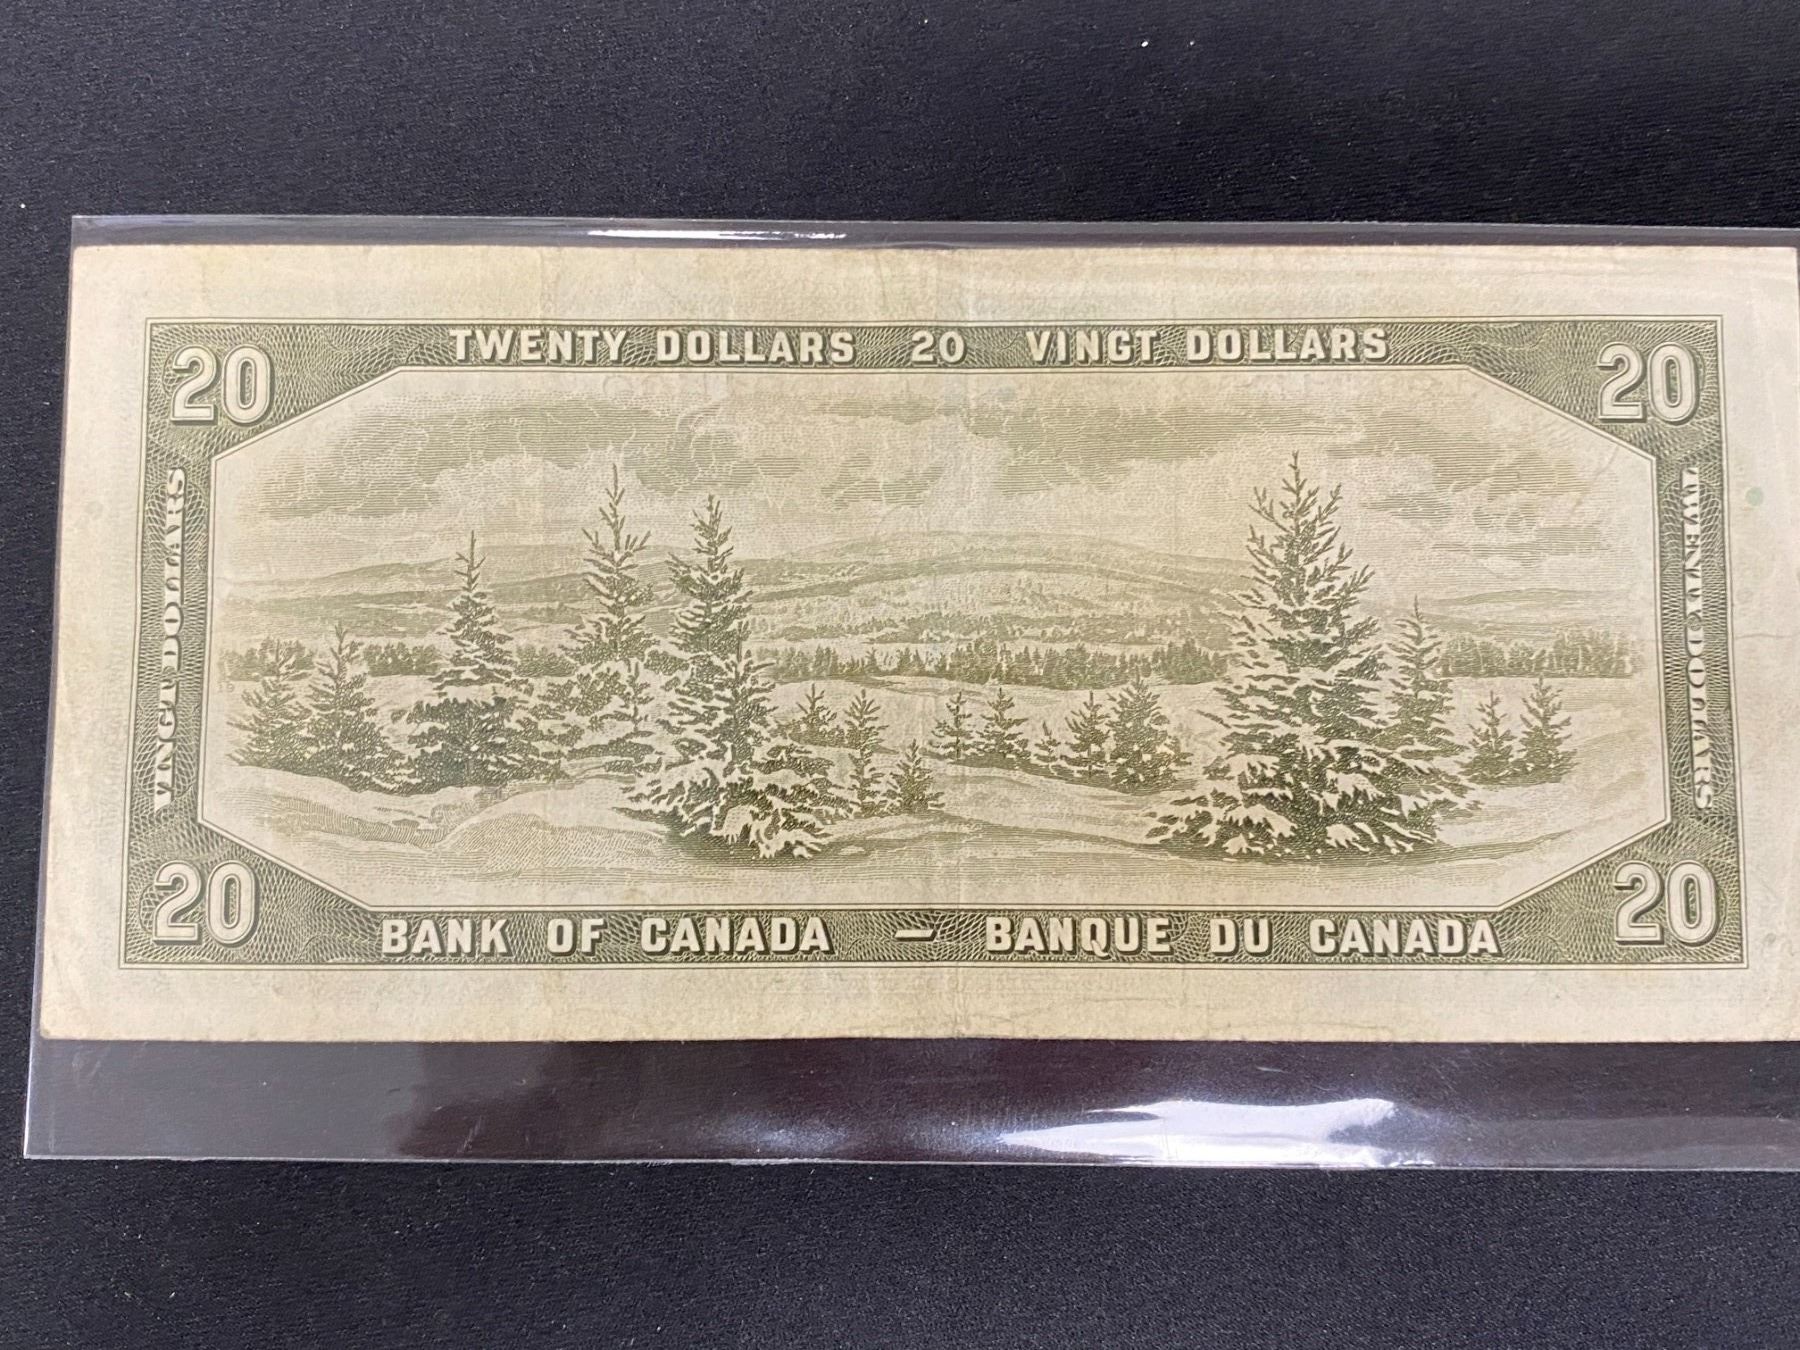 TWENTY DOLLARS 20 VINGT DOLLARS
20
20
VINGT DOLLARS
TWENTY DOLLARS
20
20
BANK OF CANADA — BANQUE DU CANADA